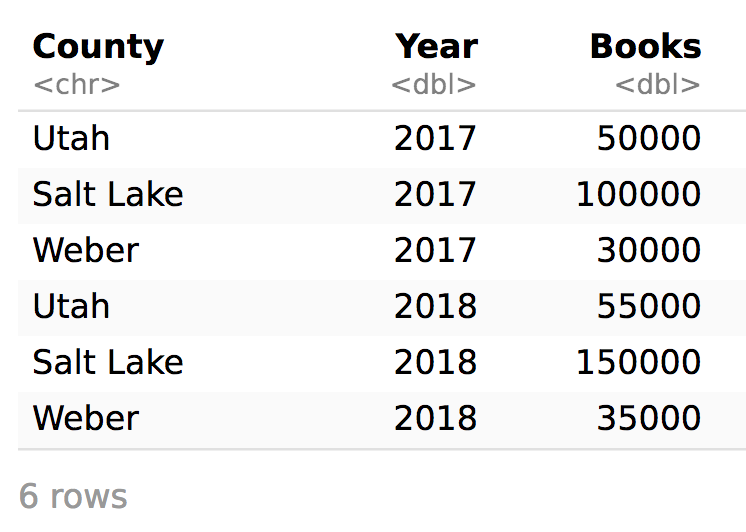 County Year Books
<chr> <dbl> <dbl>
Utah 2017 50000
Salt Lake 2017 100000
Weber 2017 30000
Utah 2018 55000
Salt Lake 2018 150000
Weber 2018 35000
6 rows